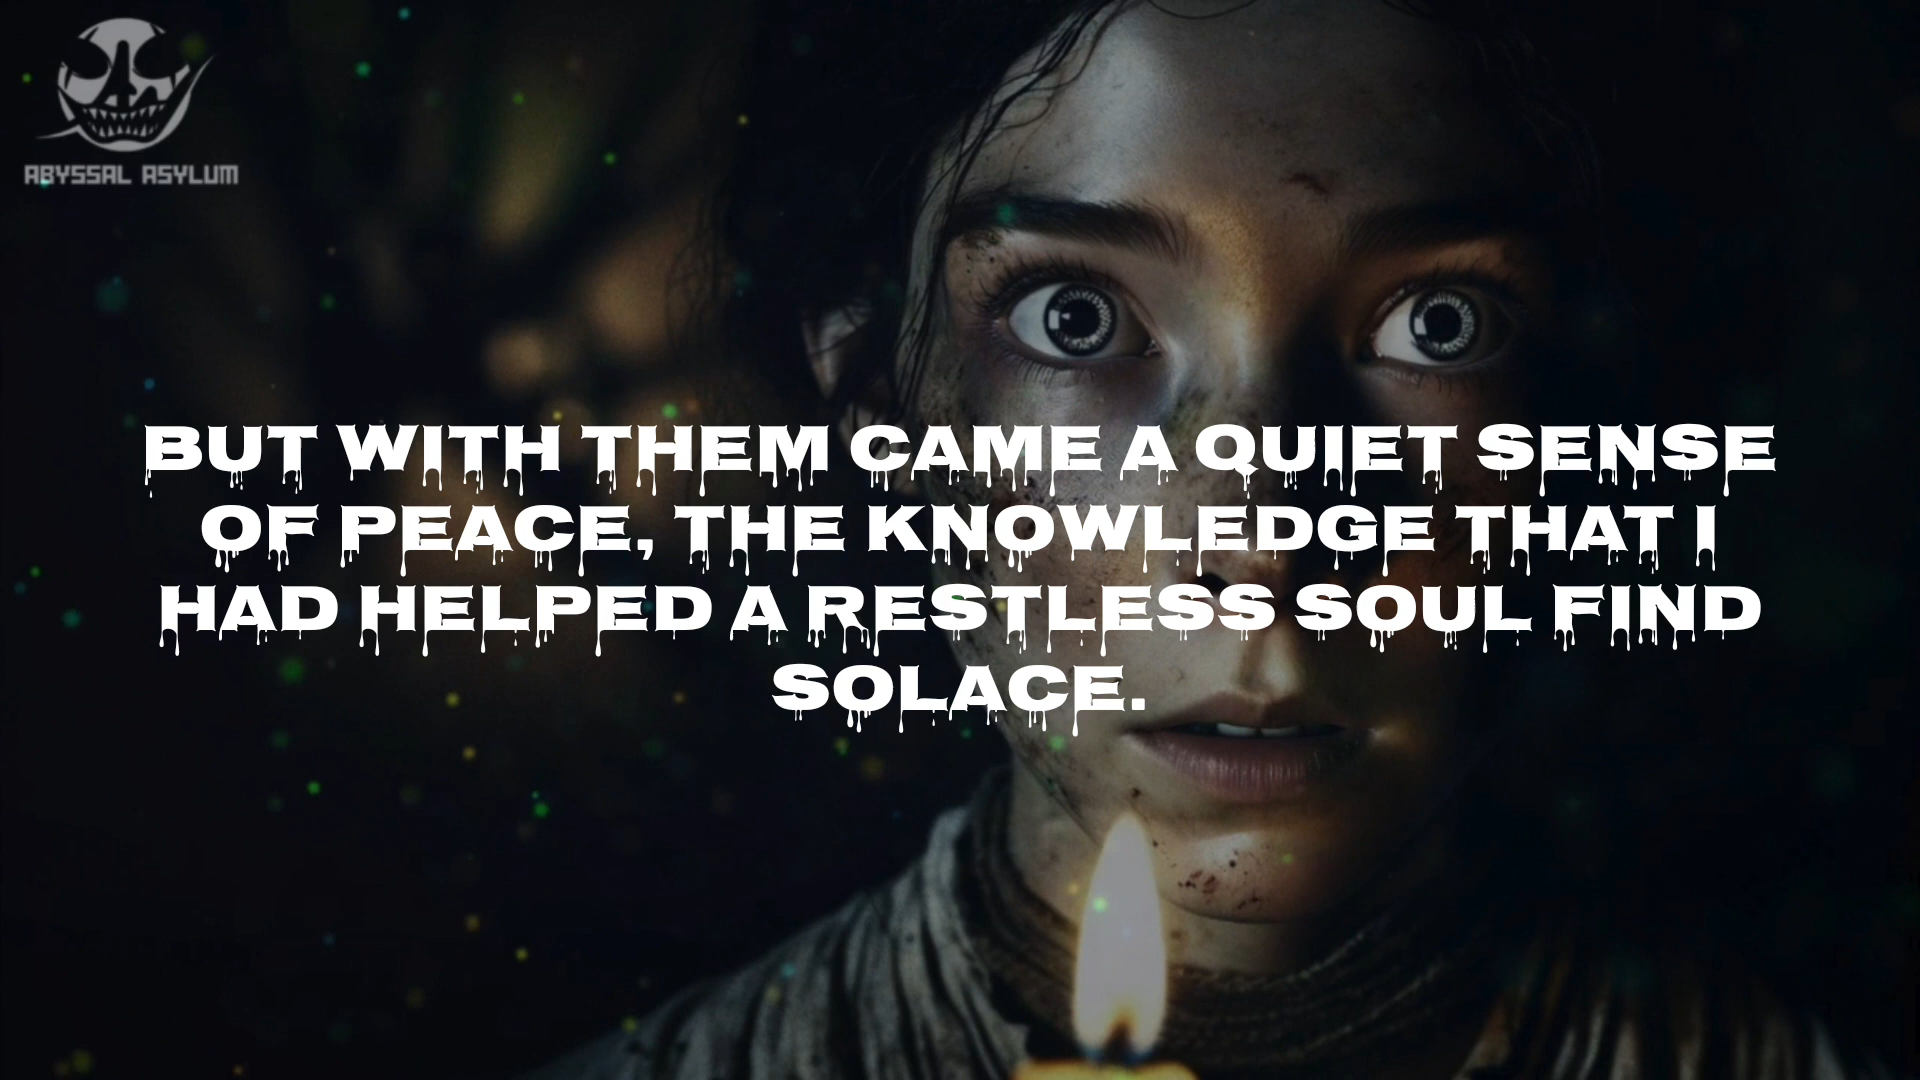 ABYSSAL ASYLUM
BUT WITH THEM CAME A QUIET SENSE
OF PEACE, THE KNOWLEDGE THAT I
HAD HELPED A RESTLESS SOUL FIND
SOLACE.